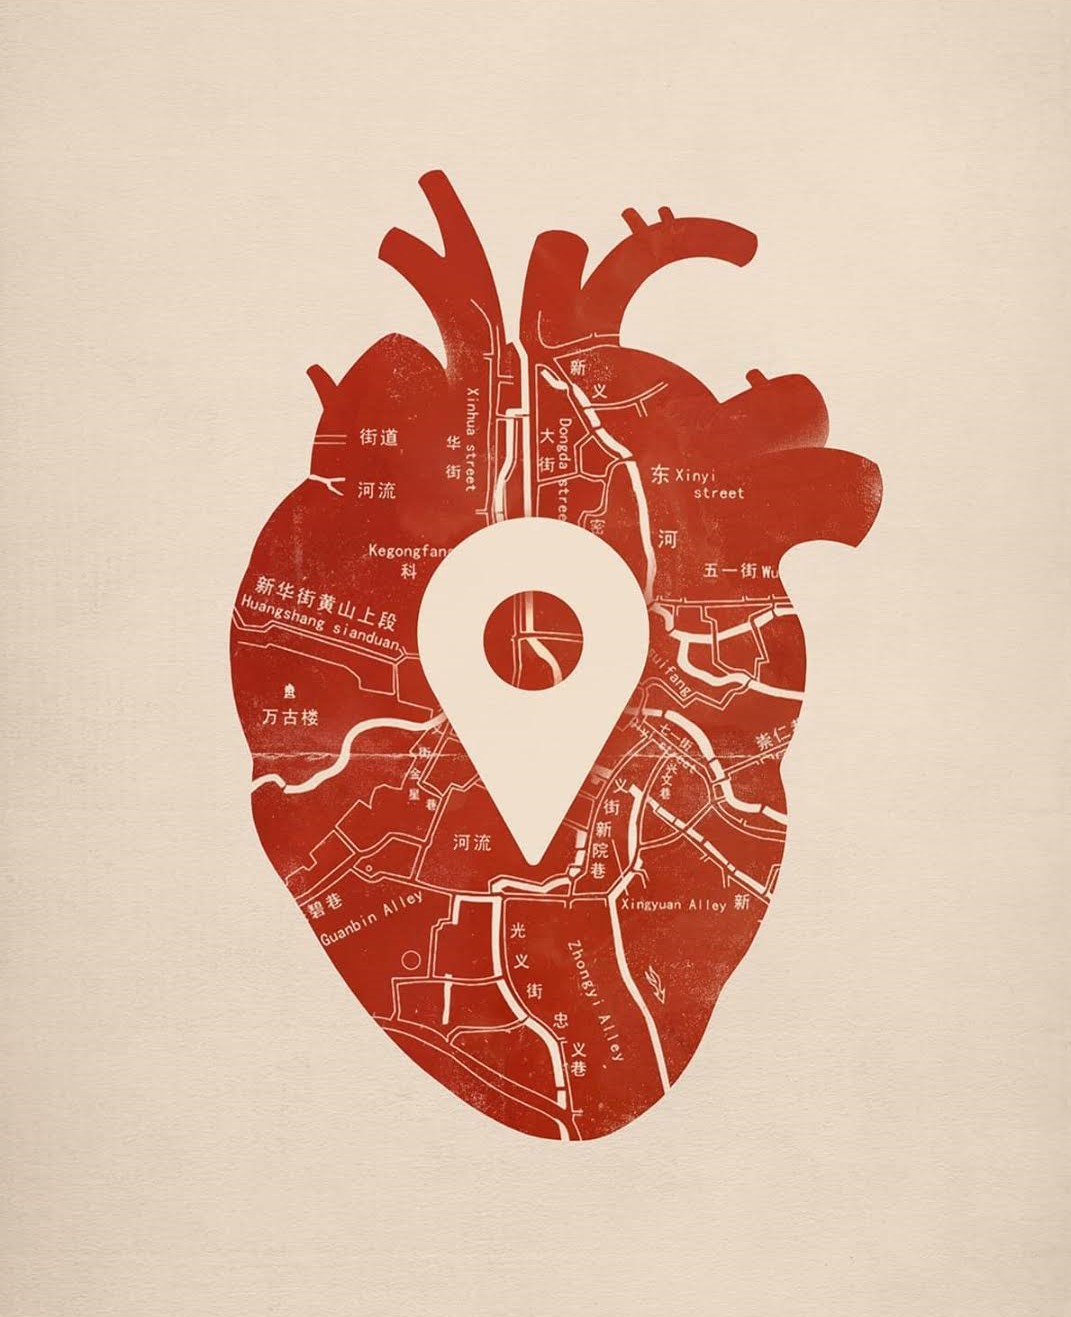 新
义
Xinhua street
华
街
街道
大
街
Dongda stree
东 Xinyi
street
河流
密
河
Kegongfang
科
五一街 Wu
新华街黄山上段
Huangshang sianduan
uifang
万古楼
七一街
street
崇仁
街
金
星
巷
兴
文
巷
义
街
新
院
巷
河流
碧巷
Guanbin Alley
Xingyuan Alley 新
光
义
街
Zhongyi Alley
忠
义
巷